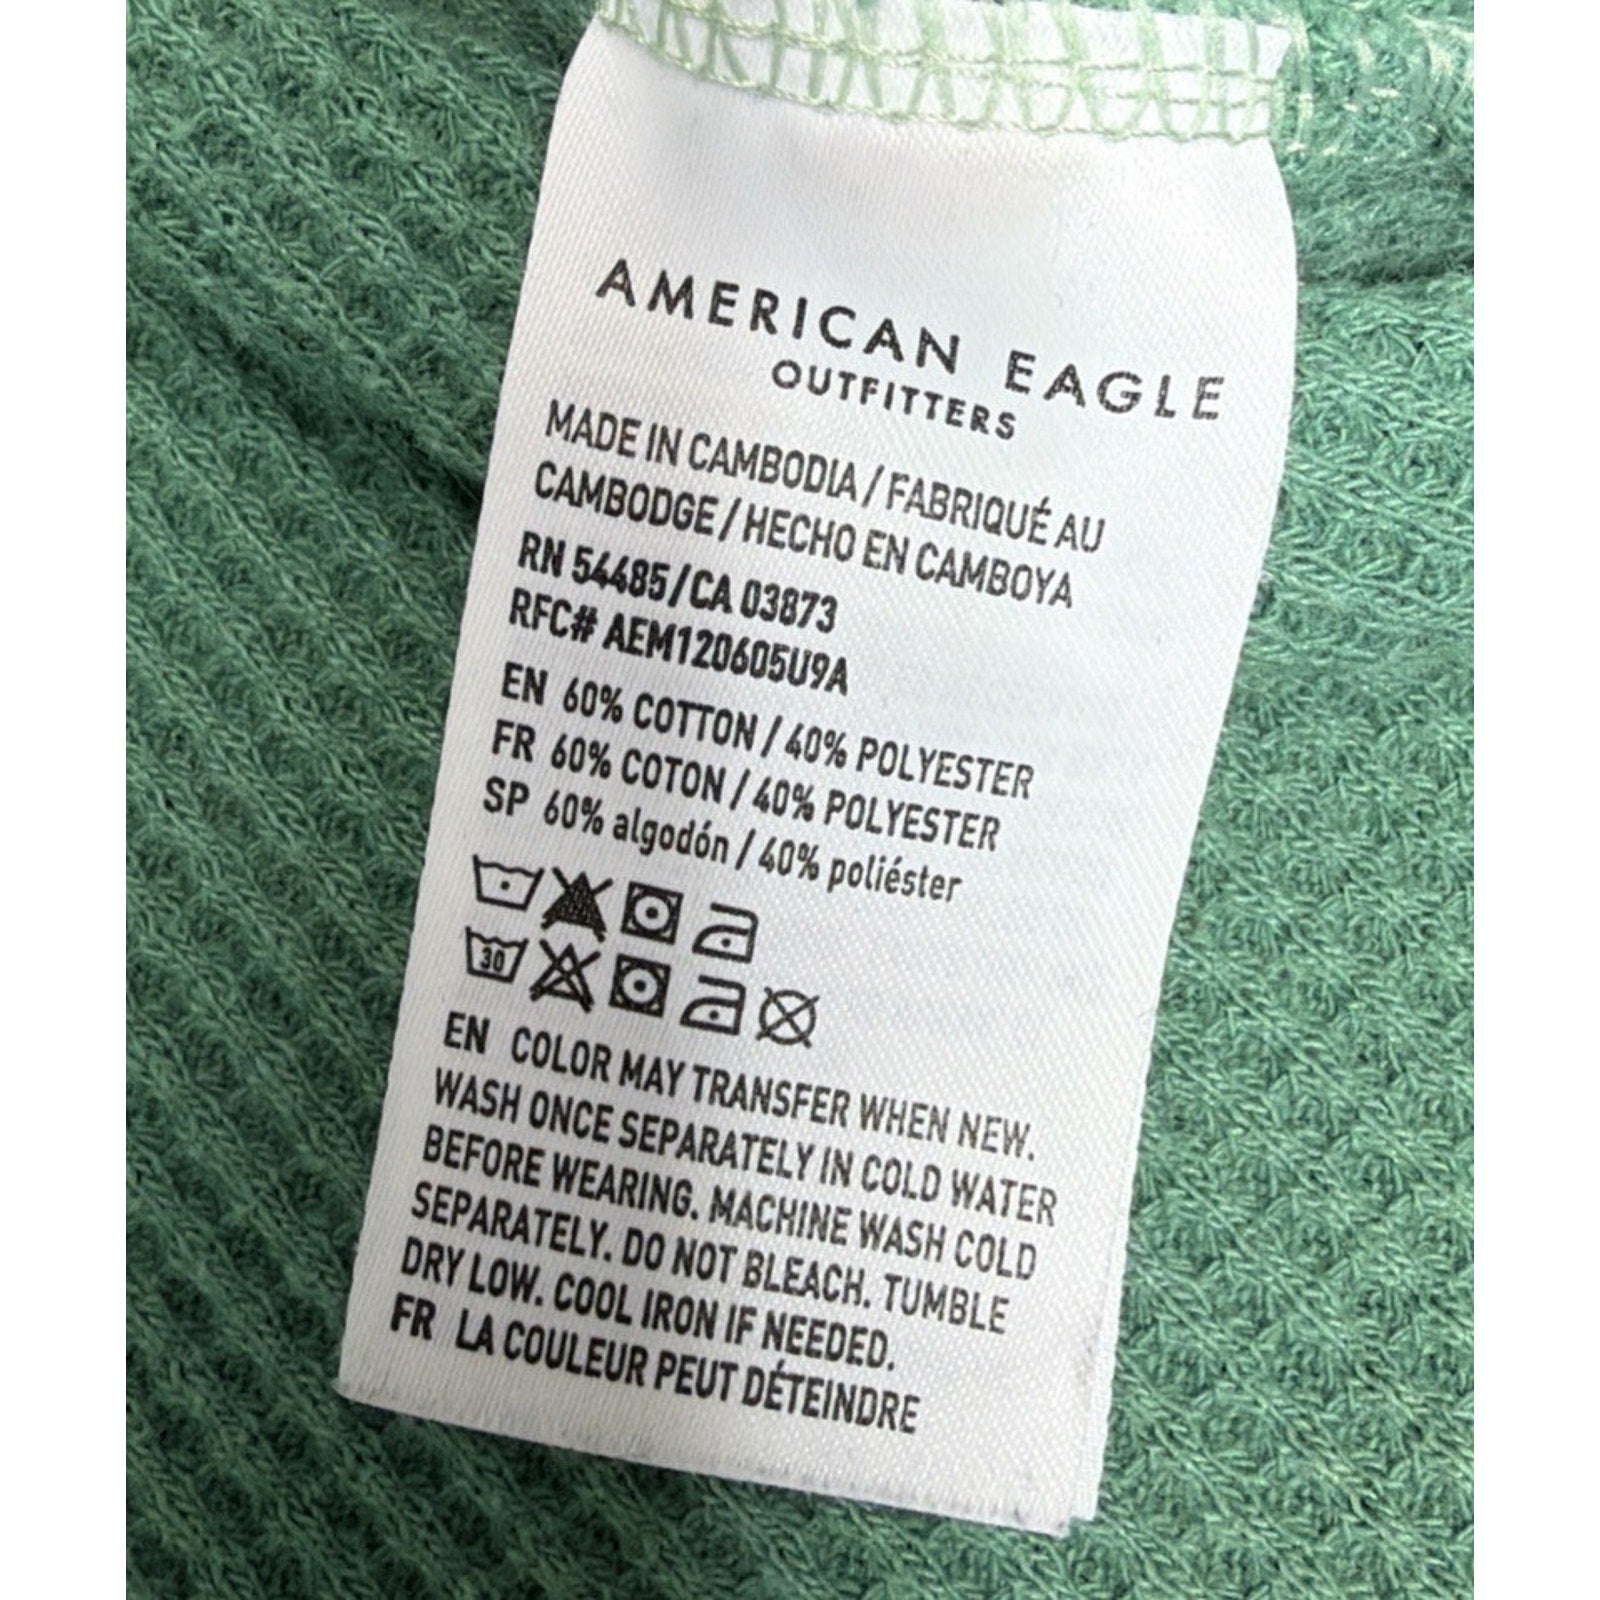 AMERICAN EAGLE
OUTFITTERS
MADE IN CAMBODIA / FABRIQUÉ AU
CAMBODGE / HECHO EN CAMBOYA
RN 54485 / CA 03873
RFC# AEM120605U9A
EN 60% COTTON / 40% POLYESTER
FR 60% COTON / 40% POLYESTER
SP 60% algodón / 40% poliéster
30
EN COLOR MAY TRANSFER WHEN NEW.
WASH ONCE SEPARATELY IN COLD WATER
BEFORE WEARING. MACHINE WASH COLD
SEPARATELY. DO NOT BLEACH. TUMBLE
DRY LOW. COOL IRON IF NEEDED.
FR LA COULEUR PEUT DÉTEINDRE